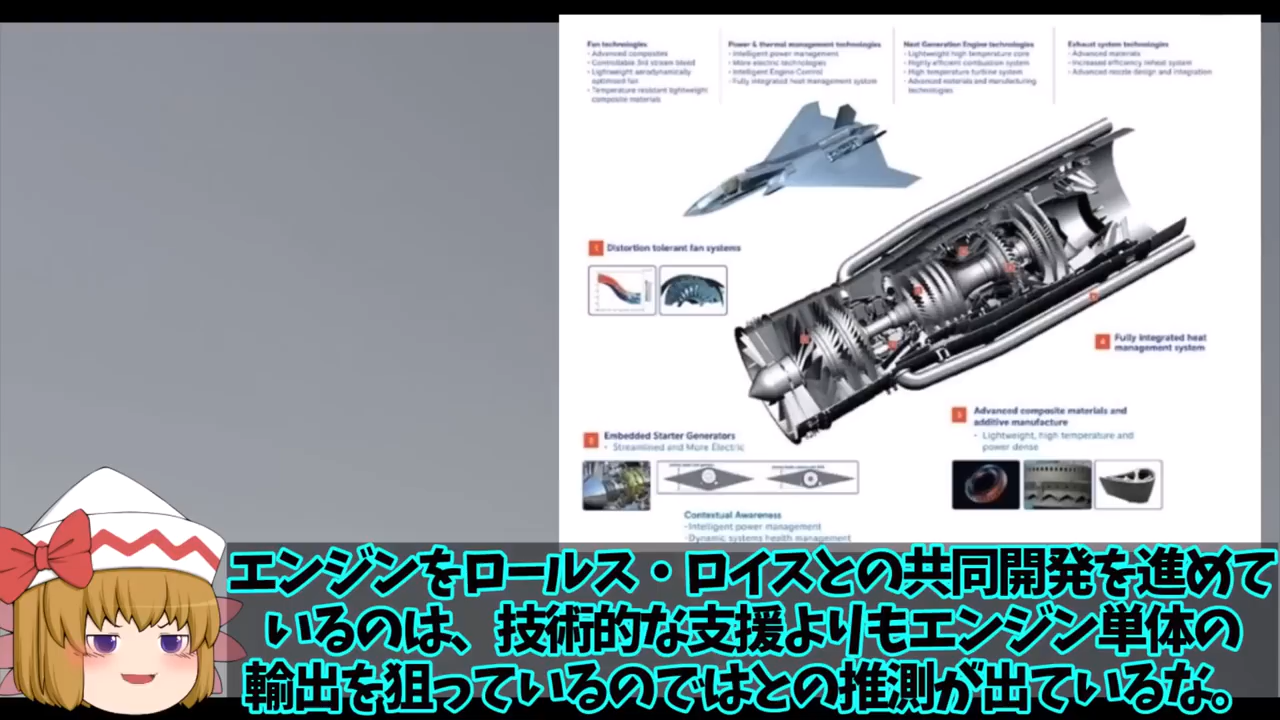 Fan technologies
- Advanced composites
- Controllable 3rd stream bleed
- Lightweight aerodynamically
optimised fan
- Temperature resistant lightweight
composite materials
Power & thermal management technologies
- Intelligent power management
- More electric technologies
- Intelligent Engine Control
- Fully integrated heat management system
Next Generation Engine technologies
- Lightweight high temperature core
- Highly efficient combustion system
- High temperature turbine system
- Advanced materials and manufacturing
technologies
Exhaust system technologies
- Advanced materials
- Increased efficiency reheat system
- Advanced nozzle design and integration
1 Distortion tolerant fan systems
4 Fully integrated heat
management system
3 Advanced composite materials and
additive manufacture
- Lightweight, high temperature and
power dense
2 Embedded Starter Generators
- Streamlined and More Electric
Contextual Awareness
-Intelligent power management
-Dynamic systems health management
エンジンをロールス・ロイスとの共同開発を進めて
いるのは、技術的な支援よりもエンジン単体の
輸出を狙っているのではとの推測が出ているな。